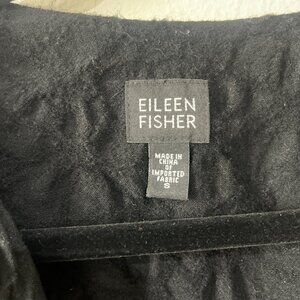 EILEEN
FISHER
MADE IN
CHINA
OF
IMPORTED
FABRIC
S